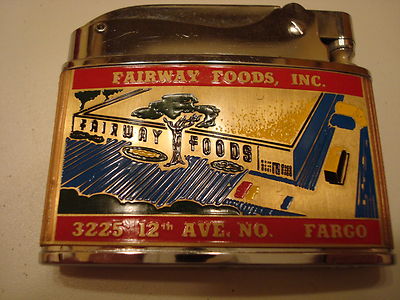 FAIRWAY FOODS, INC.
FAIRWAY FOODS
3225 12th AVE. NO. FARGO